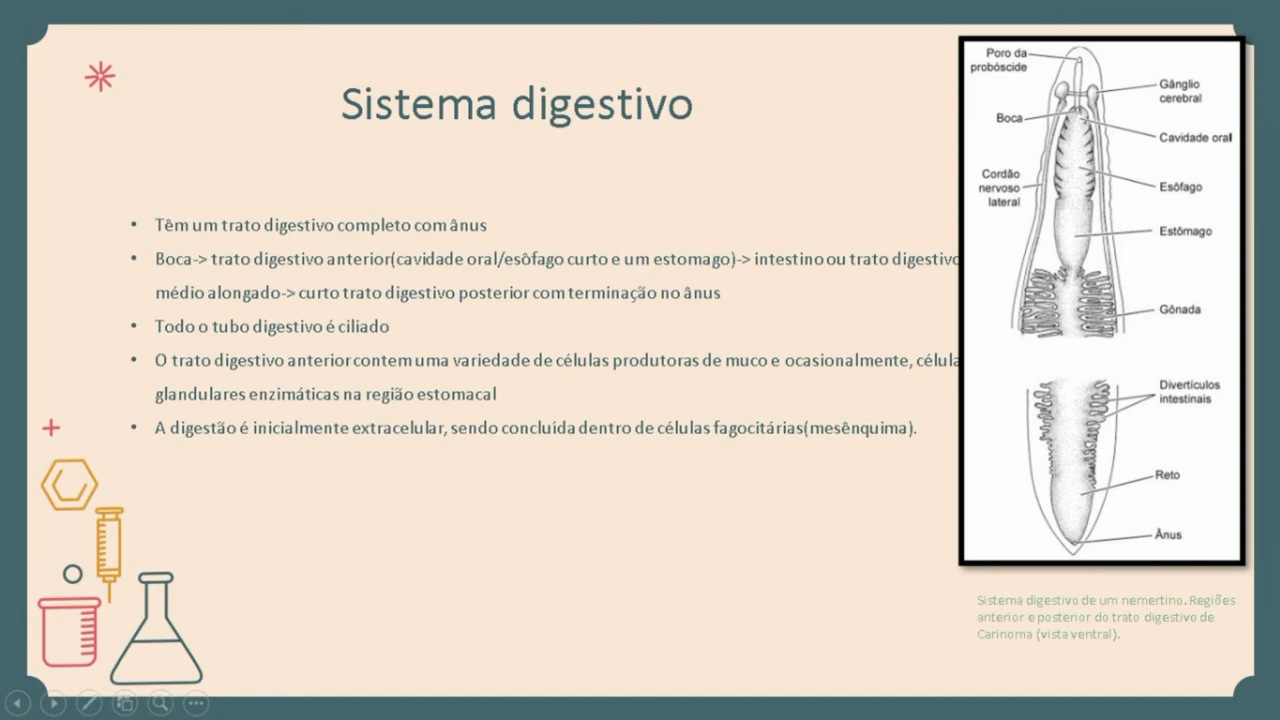 Sistema digestivo
• Têm um trato digestivo completo com ânus
• Boca-> trato digestivo anterior(cavidade oral/esôfago curto e um estomago)-> intestino ou trato digestivo
médio alongado-> curto trato digestivo posterior com terminação no ânus
• Todo o tubo digestivo é ciliado
• O trato digestivo anterior contem uma variedade de células produtoras de muco e ocasionalmente, célula
glandulares enzimáticas na região estomacal
• A digestão é inicialmente extracelular, sendo concluída dentro de células fagocitárias(mesênquima).
Poro da
probóscide
Gânglio
cerebral
Boca
Cavidade oral
Cordão
nervoso
lateral
Esôfago
Estômago
Gônada
Divertículos
intestinais
Reto
Ânus
Sistema digestivo de um nemertino. Regiões
anterior e posterior do trato digestivo de
Carinoma (vista ventral).